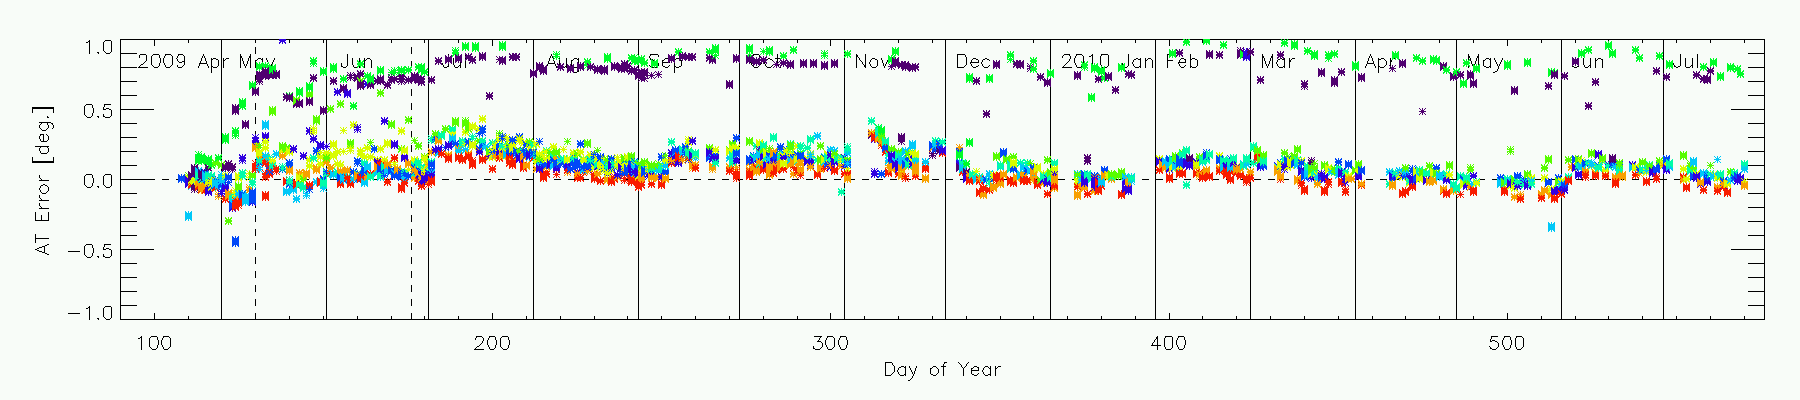 1.0
2009 Apr May Jun Jul Aug Sep Oct Nov Dec 2010 Jan Feb Mar Apr May Jun Jul
0.5
0.0
-0.5
-1.0
AT Error [deg.]
100 200 300 400 500
Day of Year